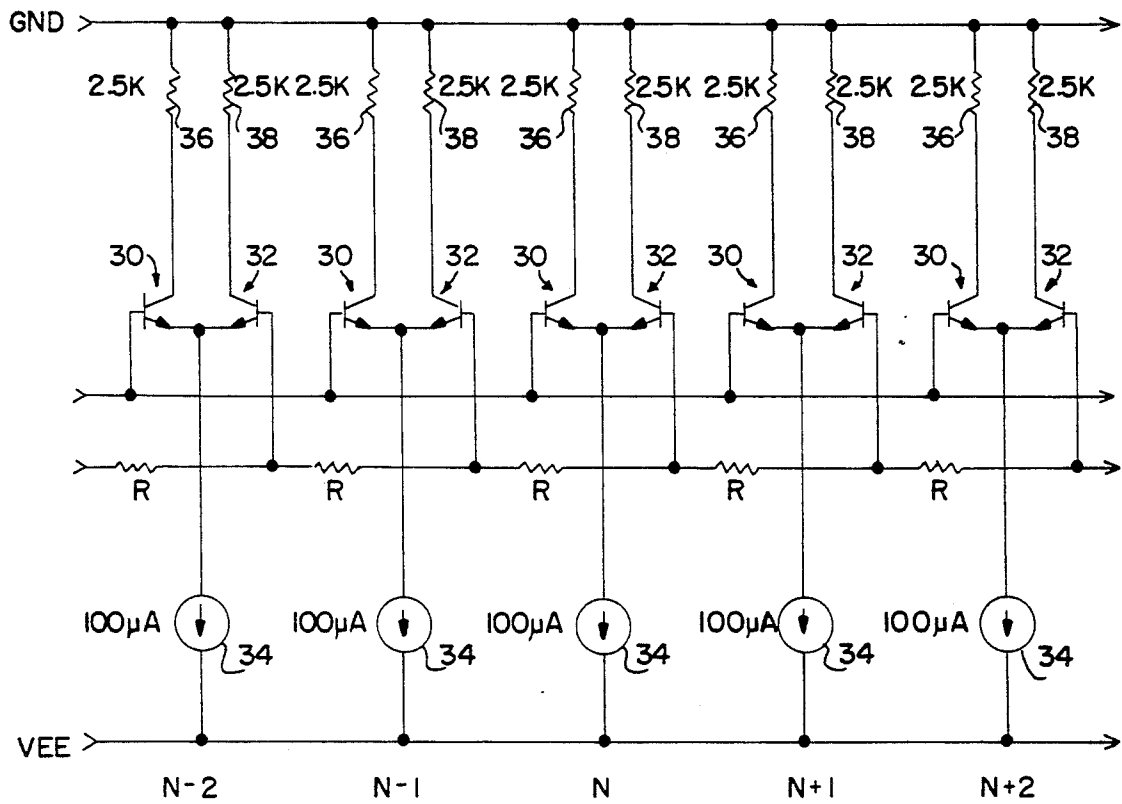 GND
2.5K 2.5K 2.5K 2.5K 2.5K 2.5K 2.5K 2.5K 2.5K 2.5K
36 38 36 38 36 38 36 38 36 38
30 32 30 32 30 32 30 32 30 32
R R R R R
100µA 100µA 100µA 100µA 100µA
34 34 34 34 34
VEE
N-2 N-1 N N+1 N+2